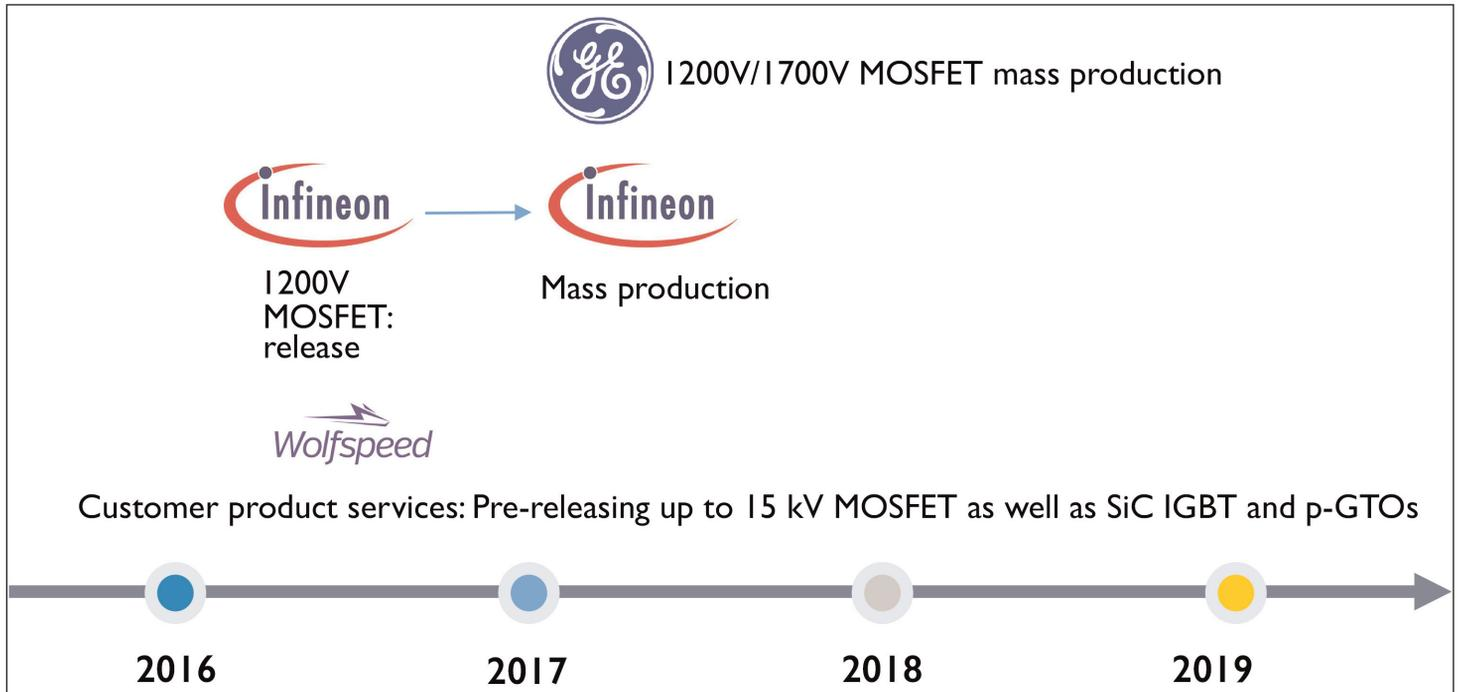 GE
1200V/1700V MOSFET mass production
Infineon
Infineon
1200V
MOSFET:
release
Mass production
Wolfspeed
Customer product services: Pre-releasing up to 15 kV MOSFET as well as SiC IGBT and p-GTOs
2016
2017
2018
2019